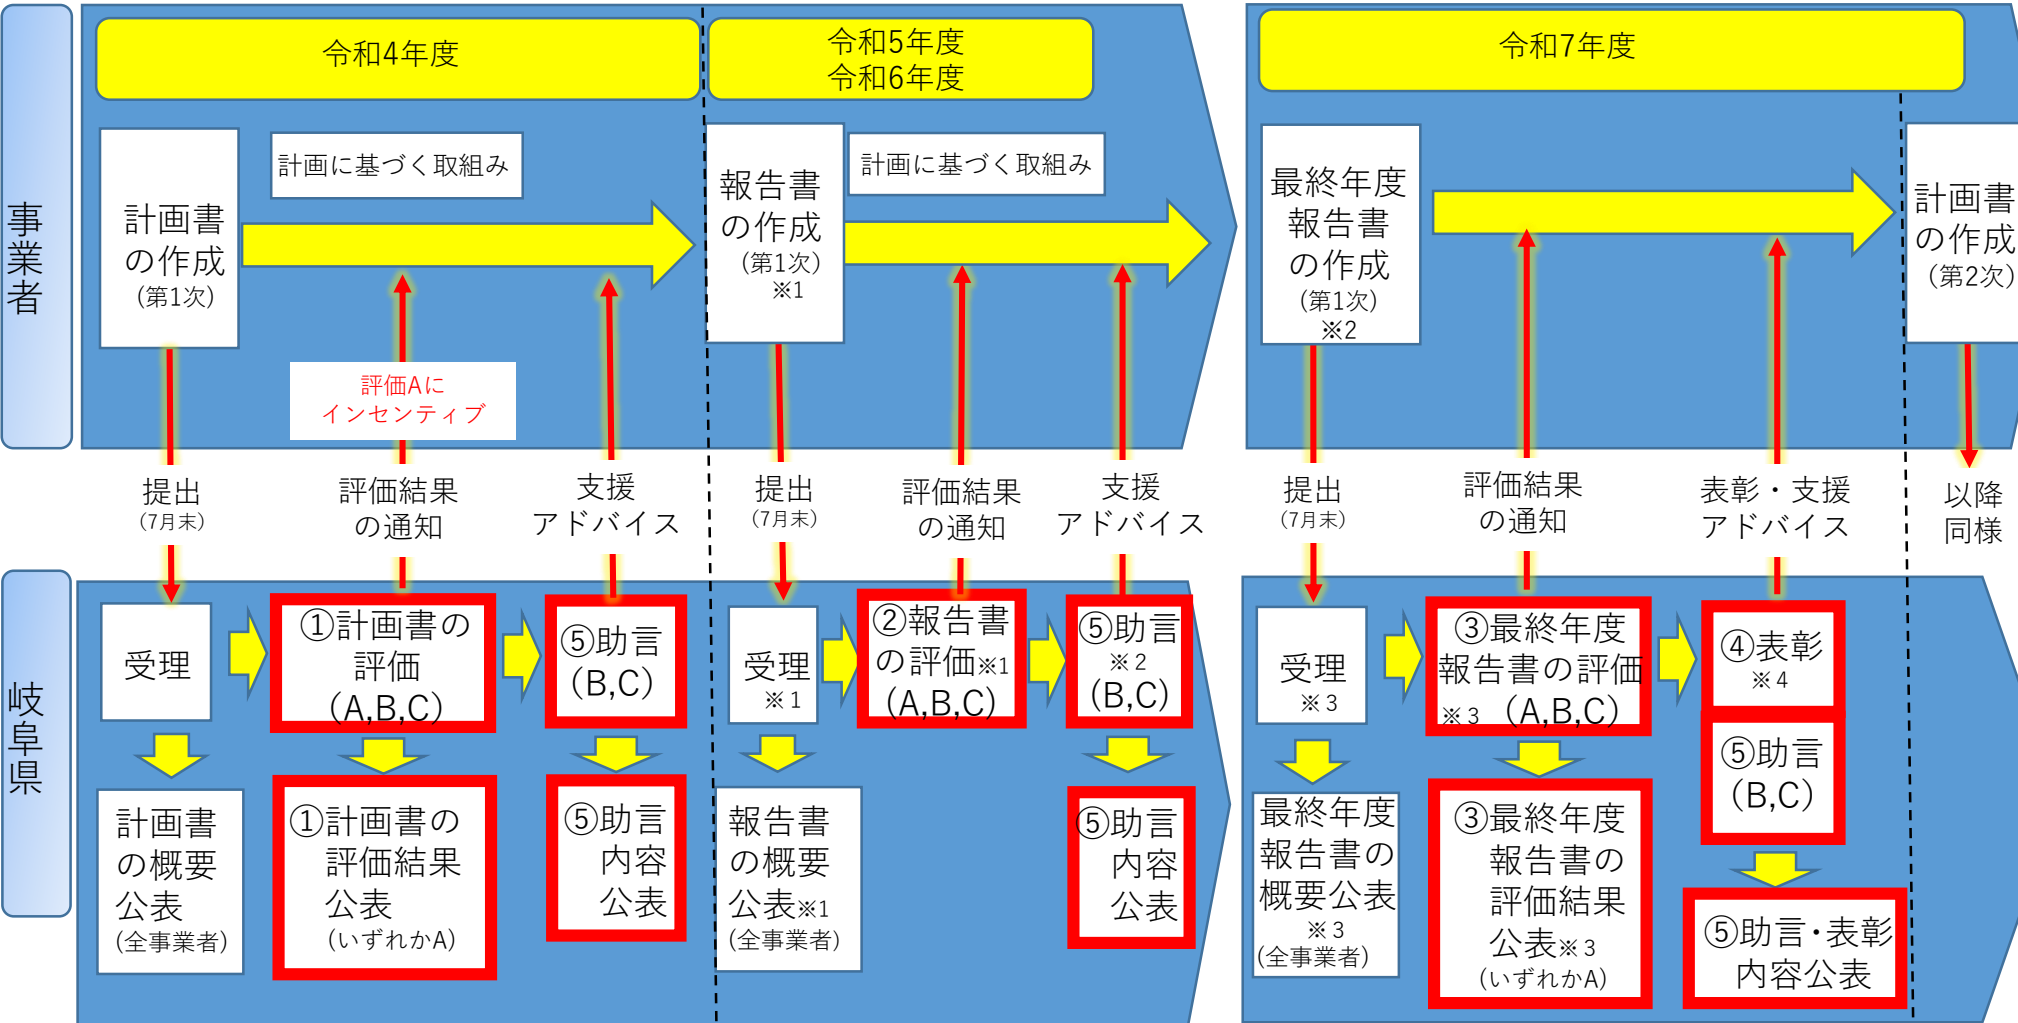 事業者
令和4年度
令和5年度
令和6年度
令和7年度
計画書
の作成
(第1次)
計画に基づく取組み
報告書
の作成
(第1次)
※1
計画に基づく取組み
最終年度
報告書
の作成
(第1次)
※2
計画書
の作成
(第2次)
評価Aに
インセンティブ
提出
(7月末)
評価結果
の通知
支援
アドバイス
提出
(7月末)
評価結果
の通知
支援
アドバイス
提出
(7月末)
評価結果
の通知
表彰・支援
アドバイス
以降
同様
岐阜県
受理
①計画書の
評価
(A,B,C)
⑤助言
(B,C)
受理
※1
②報告書
の評価※1
(A,B,C)
⑤助言
※2
(B,C)
受理
※3
③最終年度
報告書の評価
※3 (A,B,C)
④表彰
※4
⑤助言
(B,C)
計画書
の概要
公表
(全事業者)
①計画書の
評価結果
公表
(いずれかA)
⑤助言
内容
公表
報告書
の概要
公表※1
(全事業者)
⑤助言
内容
公表
最終年度
報告書の
概要公表
※3
(全事業者)
③最終年度
報告書の
評価結果
公表※3
(いずれかA)
⑤助言･表彰
内容公表